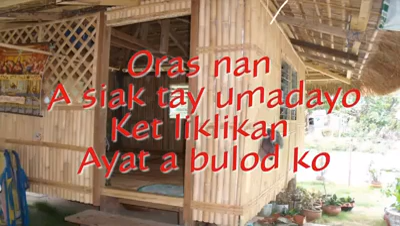 Oras nan
A siak tay umadayo
Ket liklikan
Ayat a bulod ko